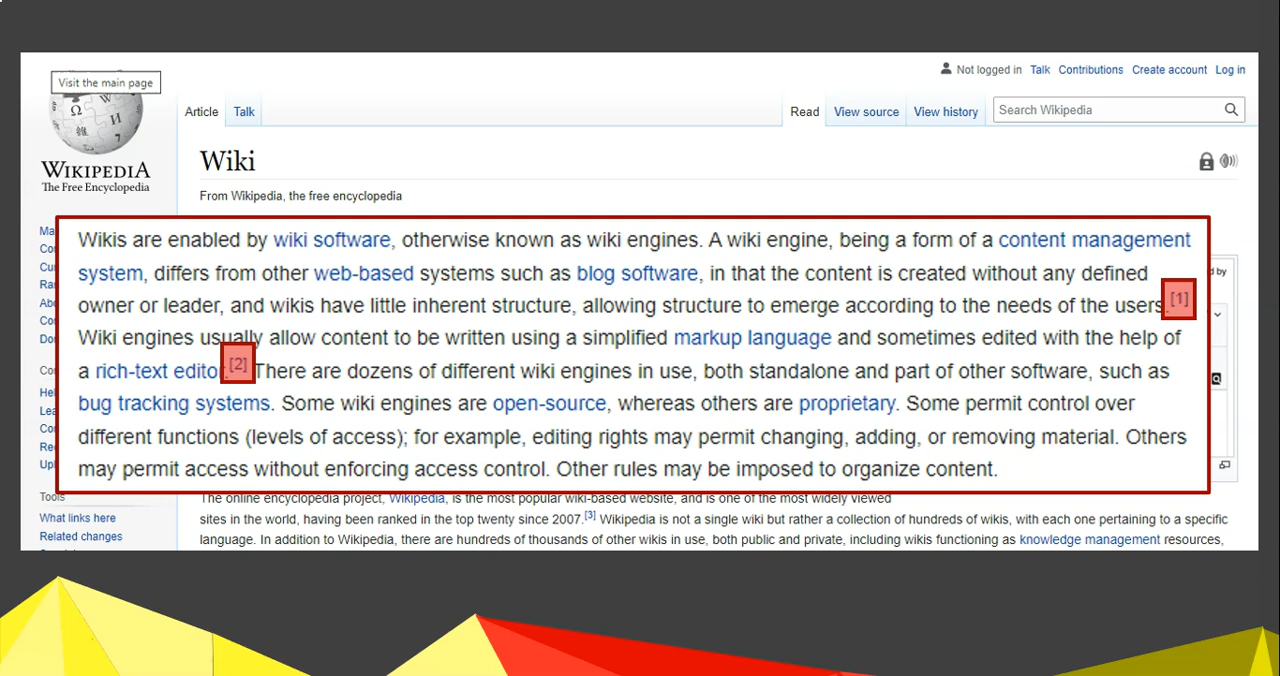 Visit the main page
Not logged in Talk Contributions Create account Log in
Article Talk Read View source View history Search Wikipedia
WIKIPEDIA
The Free Encyclopedia
Wiki
From Wikipedia, the free encyclopedia
Wikis are enabled by wiki software, otherwise known as wiki engines. A wiki engine, being a form of a content management
system, differs from other web-based systems such as blog software, in that the content is created without any defined
owner or leader, and wikis have little inherent structure, allowing structure to emerge according to the needs of the users.[1]
Wiki engines usually allow content to be written using a simplified markup language and sometimes edited with the help of
a rich-text editor.[2] There are dozens of different wiki engines in use, both standalone and part of other software, such as
bug tracking systems. Some wiki engines are open-source, whereas others are proprietary. Some permit control over
different functions (levels of access); for example, editing rights may permit changing, adding, or removing material. Others
may permit access without enforcing access control. Other rules may be imposed to organize content.
Tools
What links here
Related changes
The online encyclopedia project, Wikipedia, is the most popular wiki-based website, and is one of the most widely viewed
sites in the world, having been ranked in the top twenty since 2007.[3] Wikipedia is not a single wiki but rather a collection of hundreds of wikis, with each one pertaining to a specific
language. In addition to Wikipedia, there are hundreds of thousands of other wikis in use, both public and private, including wikis functioning as knowledge management resources,